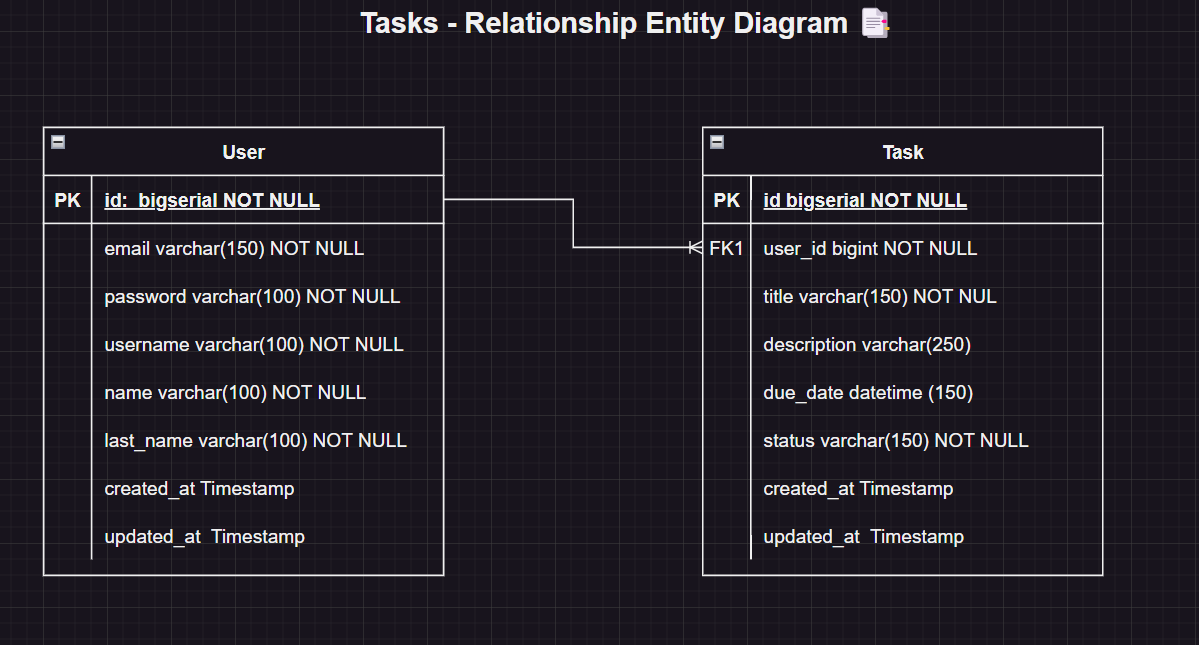 Tasks - Relationship Entity Diagram
User
PK id:  bigserial NOT NULL
email varchar(150) NOT NULL
password varchar(100) NOT NULL
username varchar(100) NOT NULL
name varchar(100) NOT NULL
last_name varchar(100) NOT NULL
created_at Timestamp
updated_at  Timestamp
Task
PK id bigserial NOT NULL
FK1 user_id bigint NOT NULL
title varchar(150) NOT NUL
description varchar(250)
due_date datetime (150)
status varchar(150) NOT NULL
created_at Timestamp
updated_at  Timestamp